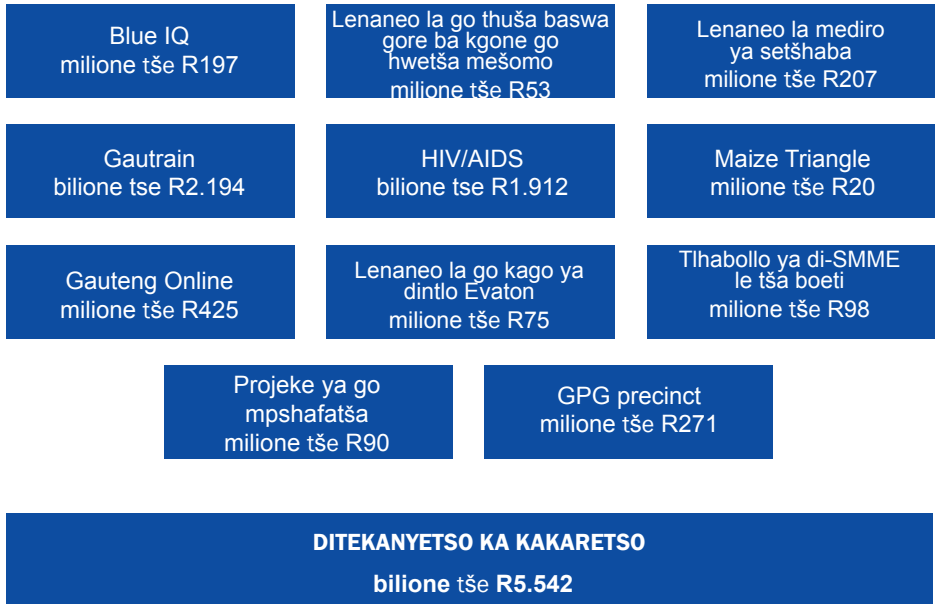 Blue IQ
milione tše R197
Lenaneo la go thuša baswa
gore ba kgone go
hwetša mešomo
milione tše R53
Lenaneo la mediro
ya setšhaba
milione tše R207
Gautrain
bilione tse R2.194
HIV/AIDS
bilione tse R1.912
Maize Triangle
milione tše R20
Gauteng Online
milione tše R425
Lenaneo la go kago ya
dintlo Evaton
milione tše R75
Tlhabollo ya di-SMME
le tša boeti
milione tše R98
Projeke ya go
mpshafatša
milione tše R90
GPG precinct
milione tše R271
DITEKANYETSO KA KAKARETSO
bilione tše R5.542